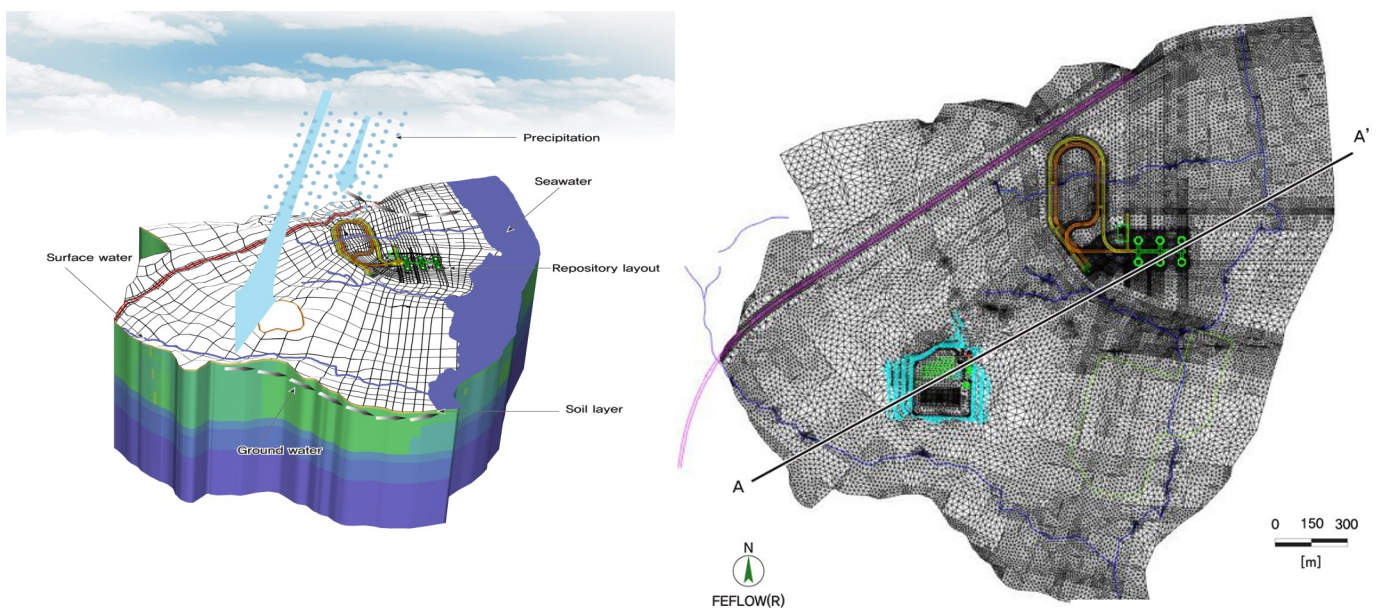 Precipitation
Seawater
Surface water
Repository layout
Soil layer
Ground water
A'
A
N
FEFLOW(R)
0 150 300
[m]